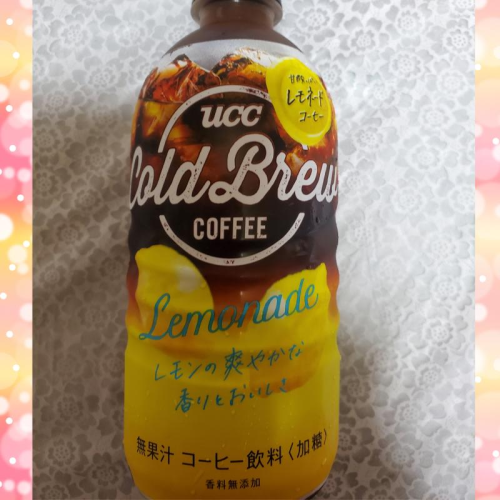 甘酸っぱい
レモネード
コーヒー
UCC
Cold Brew
COFFEE
Lemonade
レモンの爽やかな
香りとおいしさ
無果汁 コーヒー飲料〈加糖〉
香料無添加